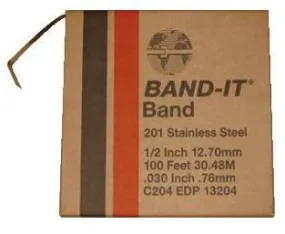 BAND-IT®
Band
201 Stainless Steel
1/2 Inch 12.70mm
100 Feet 30.48M
.030 Inch .76mm
C204 EDP 13204